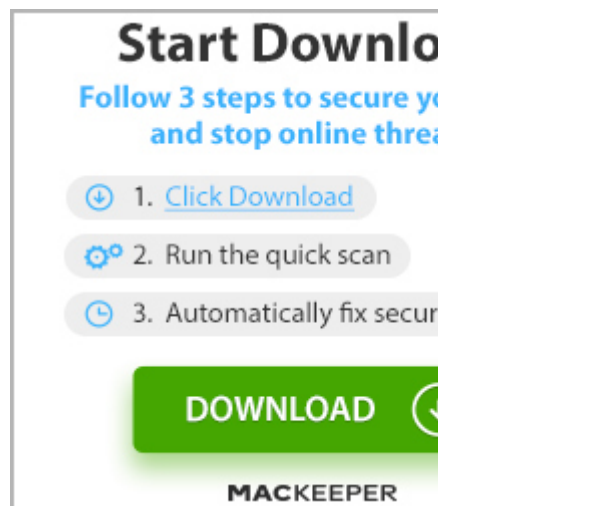 Start Downlo
Follow 3 steps to secure yo
and stop online threa
1. Click Download
2. Run the quick scan
3. Automatically fix secur
DOWNLOAD
MACKEEPER